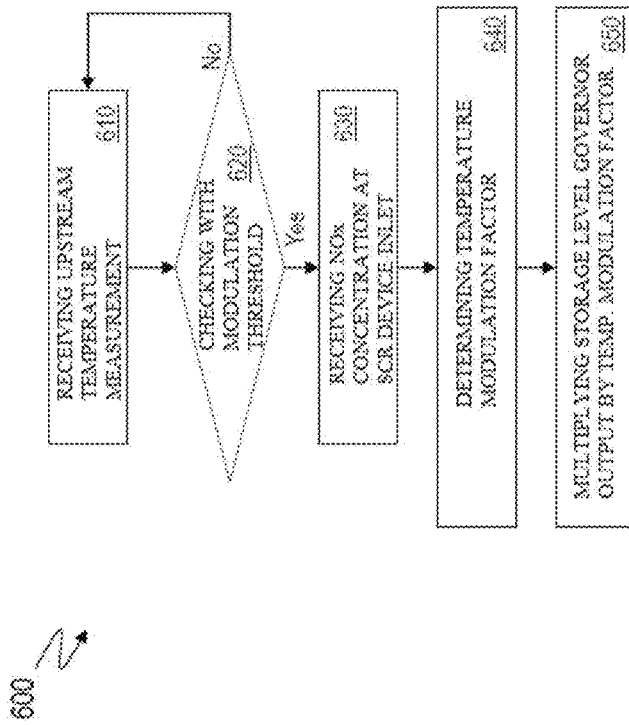 600
RECEIVING UPSTREAM
TEMPERATURE
MEASUREMENT
610
No
CHECKING WITH
MODULATION
THRESHOLD
620
Yes
RECEIVING NOx
CONCENTRATION AT
SCR DEVICE INLET
630
DETERMINING TEMPERATURE
MODULATION FACTOR
640
MULTIPLYING STORAGE LEVEL GOVERNOR
OUTPUT BY TEMP. MODULATION FACTOR
650